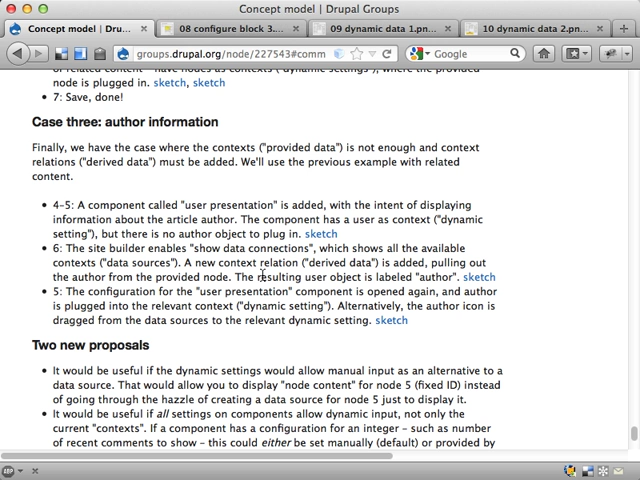 Concept model | Drupal Groups
Concept model | Drupal Gr...
08 configure block 3....
09 dynamic data 1.pn...
10 dynamic data 2.pn...
groups.drupal.org/node/227543#comm
Google
node is plugged in. sketch, sketch
7: Save, done!
Case three: author information
Finally, we have the case where the contexts ("provided data") is not enough and context
relations ("derived data") must be added. We'll use the previous example with related
content.
4-5: A component called "user presentation" is added, with the intent of displaying
information about the article author. The component has a user as context ("dynamic
setting"), but there is no author object to plug in. sketch
6: The site builder enables "show data connections", which shows all the available
contexts ("data sources"). A new context relation ("derived data") is added, pulling out
the author from the provided node. The resulting user object is labeled "author". sketch
5: The configuration for the "user presentation" component is opened again, and author
is plugged into the relevant context ("dynamic setting"). Alternatively, the author icon is
dragged from the data sources to the relevant dynamic setting. sketch
Two new proposals
It would be useful if the dynamic settings would allow manual input as an alternative to a
data source. That would allow you to display "node content" for node 5 (fixed ID) instead
of going through the hazzle of creating a data source for node 5 just to display it.
It would be useful if all settings on components allow dynamic input, not only the
current "contexts". If a component has a configuration for an integer – such as number
of recent comments to show – this could either be set manually (default) or provided by
ABP